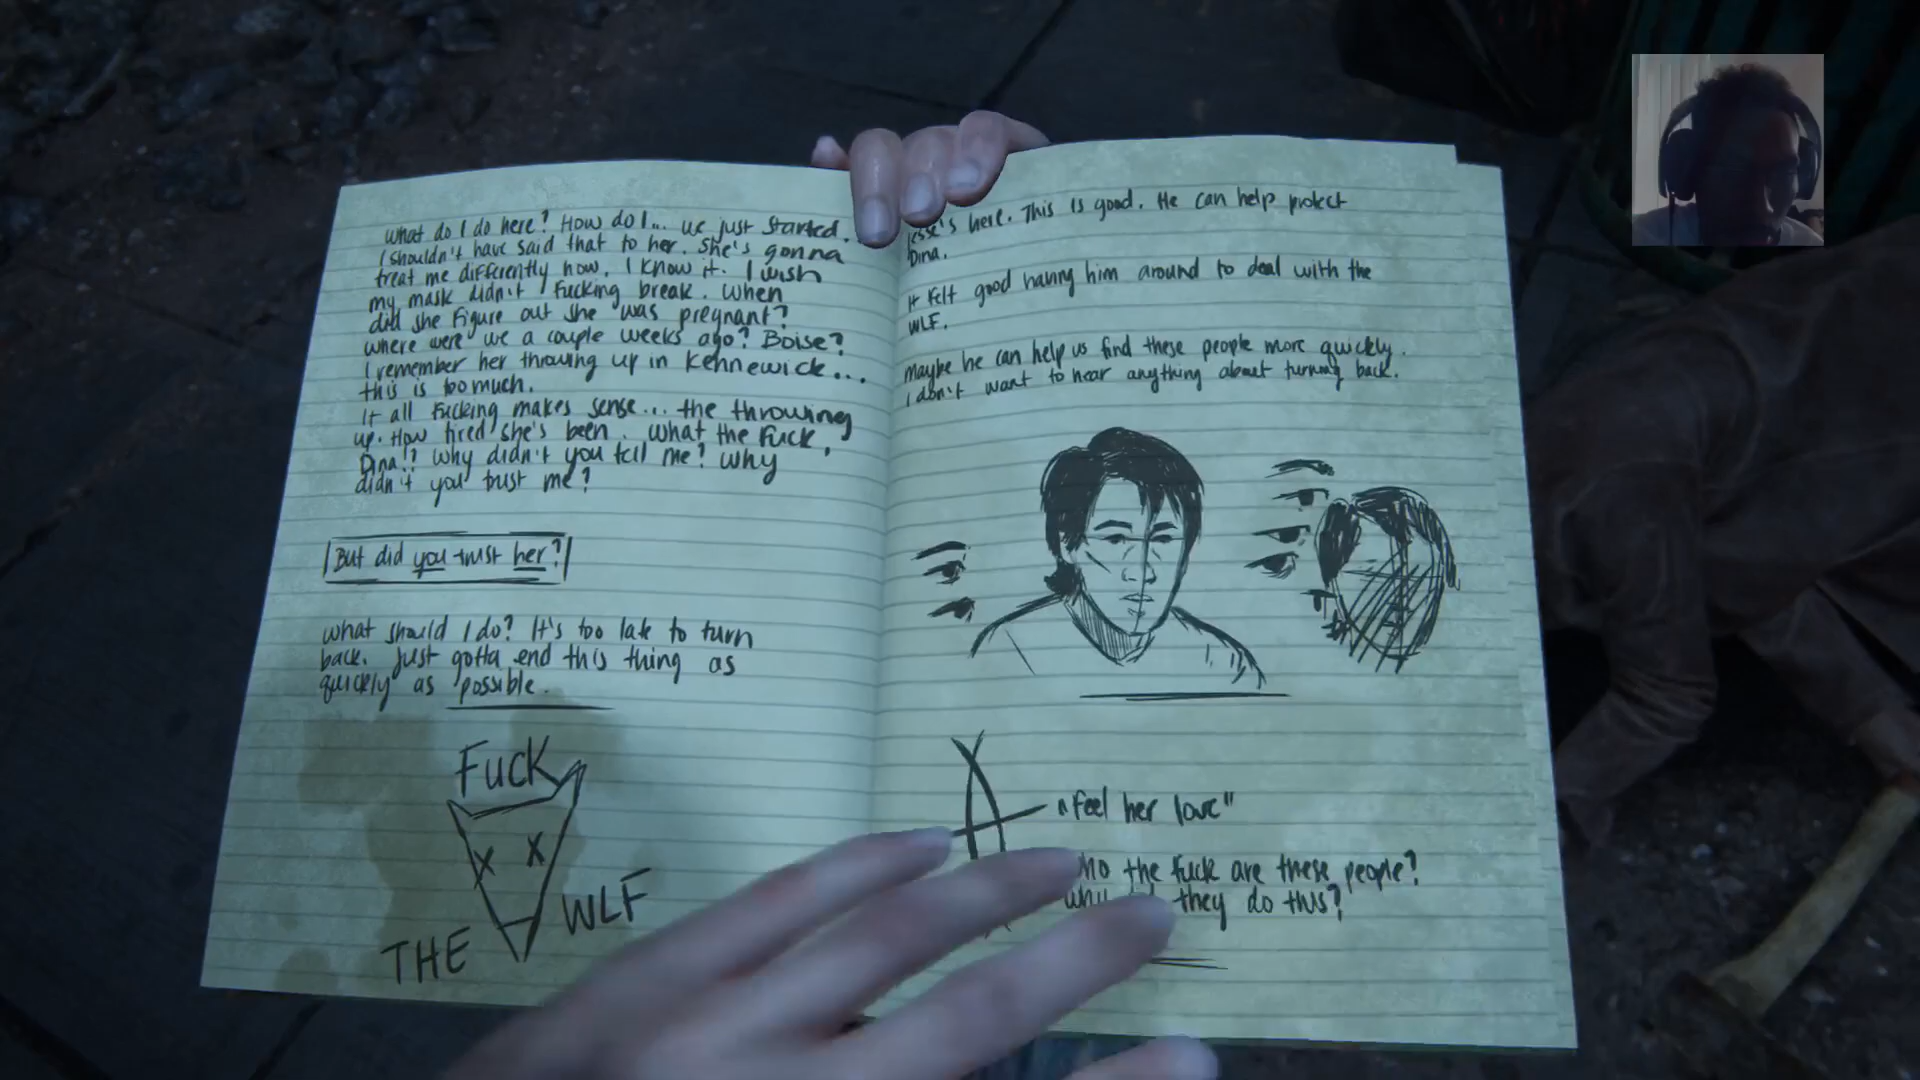 What do I do here? How do I... we just started.
I shouldn't have said that to her. She's gonna
treat me differently now. I know it. I wish
my mask didn't fucking break. When
did she figure out she was pregnant?
where were we a couple weeks ago? Boise?
I remember her throwing up in Kennewick...
this is too much.
It all fucking makes sense... the throwing
up. How tired she's been. What the fuck,
Dina!? Why didn't you tell me? Why
didn't you trust me?
But did you trust her?
What should I do? It's too late to turn
back. Just gotta end this thing as
quickly as possible.
Fuck
THE WLF
Jesse's here. This is good. He can help protect
Dina.
It felt good having him around to deal with the
WLF.
Maybe he can help us find these people more quickly.
I don't want to hear anything about turning back.
"Feel her love"
Who the fuck are these people?
Why they do this?